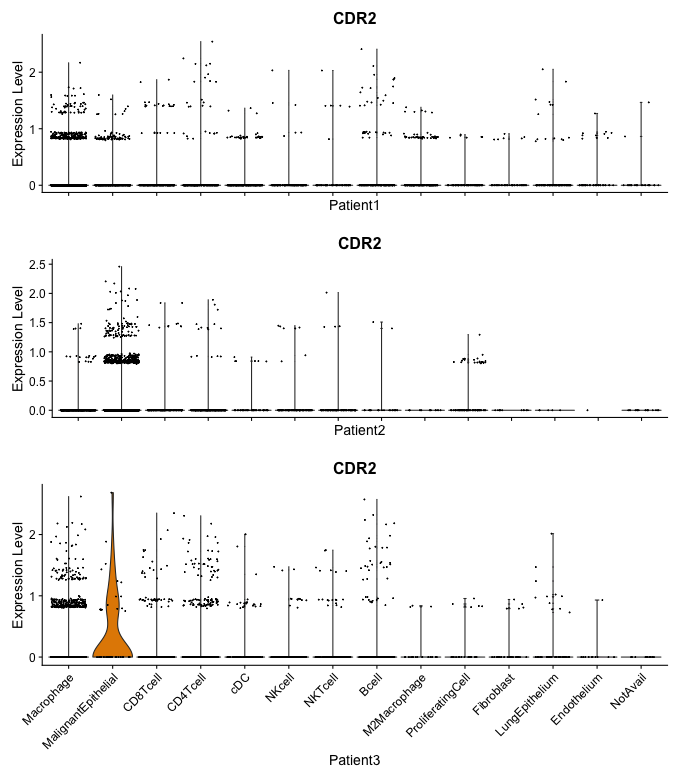 CDR2
2
1
0
Expression Level
Patient1
CDR2
2.5
2.0
1.5
1.0
0.5
0.0
Expression Level
Patient2
CDR2
2
1
0
Expression Level
Macrophage
MalignantEpithelial
CD8Tcell
CD4Tcell
cDC
NKcell
NKTcell
Bcell
M2Macrophage
ProliferatingCell
Fibroblast
LungEpithelium
Endothelium
NotAvail
Patient3